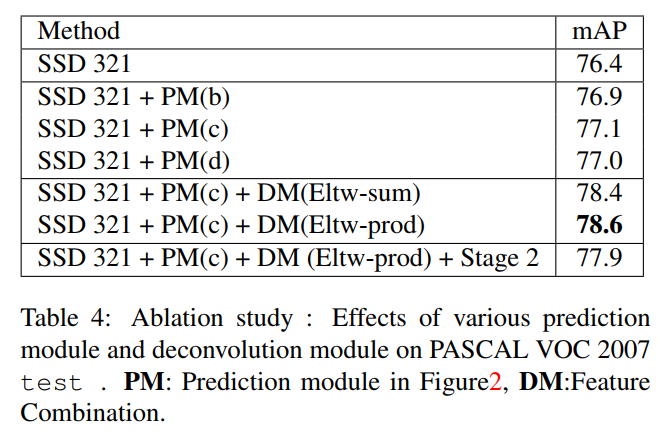 Method mAP
SSD 321 76.4
SSD 321 + PM(b) 76.9
SSD 321 + PM(c) 77.1
SSD 321 + PM(d) 77.0
SSD 321 + PM(c) + DM(Eltw-sum) 78.4
SSD 321 + PM(c) + DM(Eltw-prod) 78.6
SSD 321 + PM(c) + DM (Eltw-prod) + Stage 2 77.9
Table 4: Ablation study : Effects of various prediction
module and deconvolution module on PASCAL VOC 2007
test . PM: Prediction module in Figure2, DM:Feature
Combination.